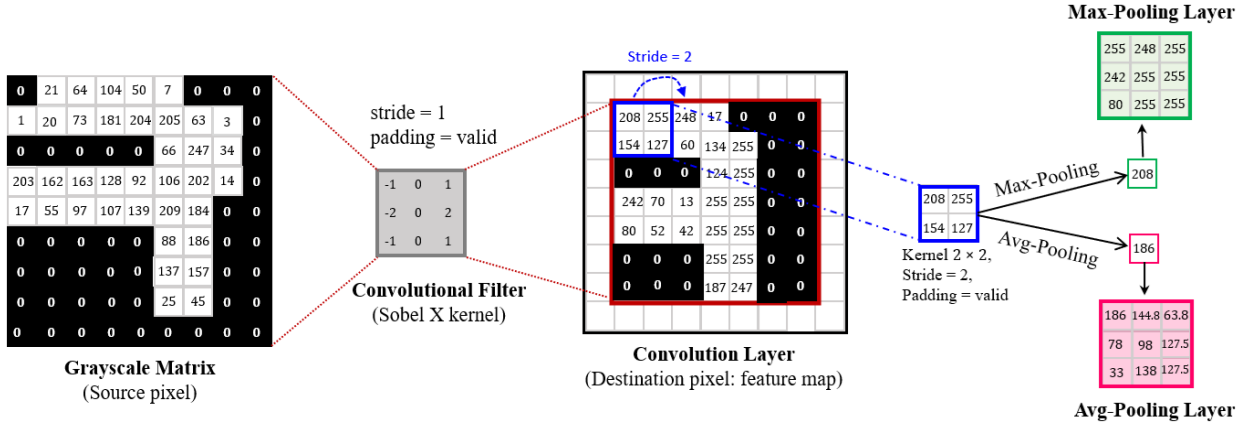 Max-Pooling Layer
255 248 255
242 255 255
80 255 255
Stride = 2
0 21 64 104 50 7 0 0 0
1 20 73 181 204 205 63 3 0
0 0 0 0 0 66 247 34 0
203 162 163 128 92 106 202 14 0
17 55 97 107 139 209 184 0 0
0 0 0 0 0 88 186 0 0
0 0 0 0 0 137 157 0 0
0 0 0 0 0 25 45 0 0
0 0 0 0 0 0 0 0 0
Grayscale Matrix
(Source pixel)
stride = 1
padding = valid
-1 0 1
-2 0 2
-1 0 1
Convolutional Filter
(Sobel X kernel)
208 255 248 17 0 0 0
154 127 60 134 255 0 0
0 0 0 124 255 0 0
242 70 13 255 255 0 0
80 52 42 255 255 0 0
0 0 0 255 255 0 0
0 0 0 187 247 0 0
Convolution Layer
(Destination pixel: feature map)
208 255
154 127
Kernel 2 × 2,
Stride = 2,
Padding = valid
Max-Pooling
208
Avg-Pooling
186
186 144.8 63.8
78 98 127.5
33 138 127.5
Avg-Pooling Layer